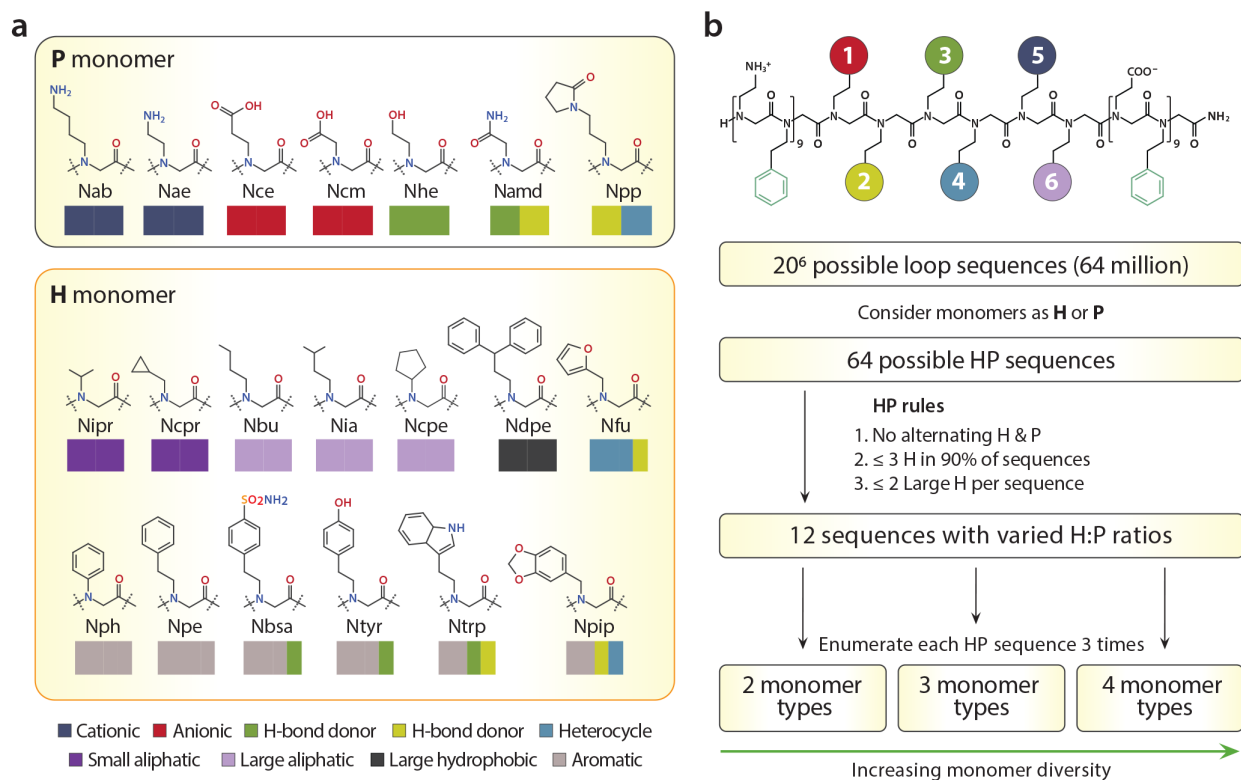 a
P monomer
NH2
NH2
O
OH
OH
O
OH
NH2
O
O
N
N
O
N
O
N
O
N
O
N
O
N
O
N
O
Nab
Nae
Nce
Ncm
Nhe
Namd
Npp
H monomer
O
N
O
N
O
N
O
N
O
N
O
N
O
N
O
Nipr
Ncpr
Nbu
Nia
Ncpe
Ndpe
Nfu
SO2NH2
OH
NH
O
O
N
O
N
O
N
O
N
O
N
O
N
O
Nph
Npe
Nbsa
Ntyr
Ntrp
Npip
Cationic
Anionic
H-bond donor
H-bond donor
Heterocycle
Small aliphatic
Large aliphatic
Large hydrophobic
Aromatic
b
1
3
5
NH3+
COO−
O
O
O
O
O
H
N
N
N
N
N
N
N
N
N
N
NH2
9
9
O
O
O
O
O
2
4
6
20⁶ possible loop sequences (64 million)
Consider monomers as H or P
64 possible HP sequences
HP rules
1. No alternating H & P
2. ≤ 3 H in 90% of sequences
3. ≤ 2 Large H per sequence
12 sequences with varied H:P ratios
Enumerate each HP sequence 3 times
2 monomer
types
3 monomer
types
4 monomer
types
Increasing monomer diversity